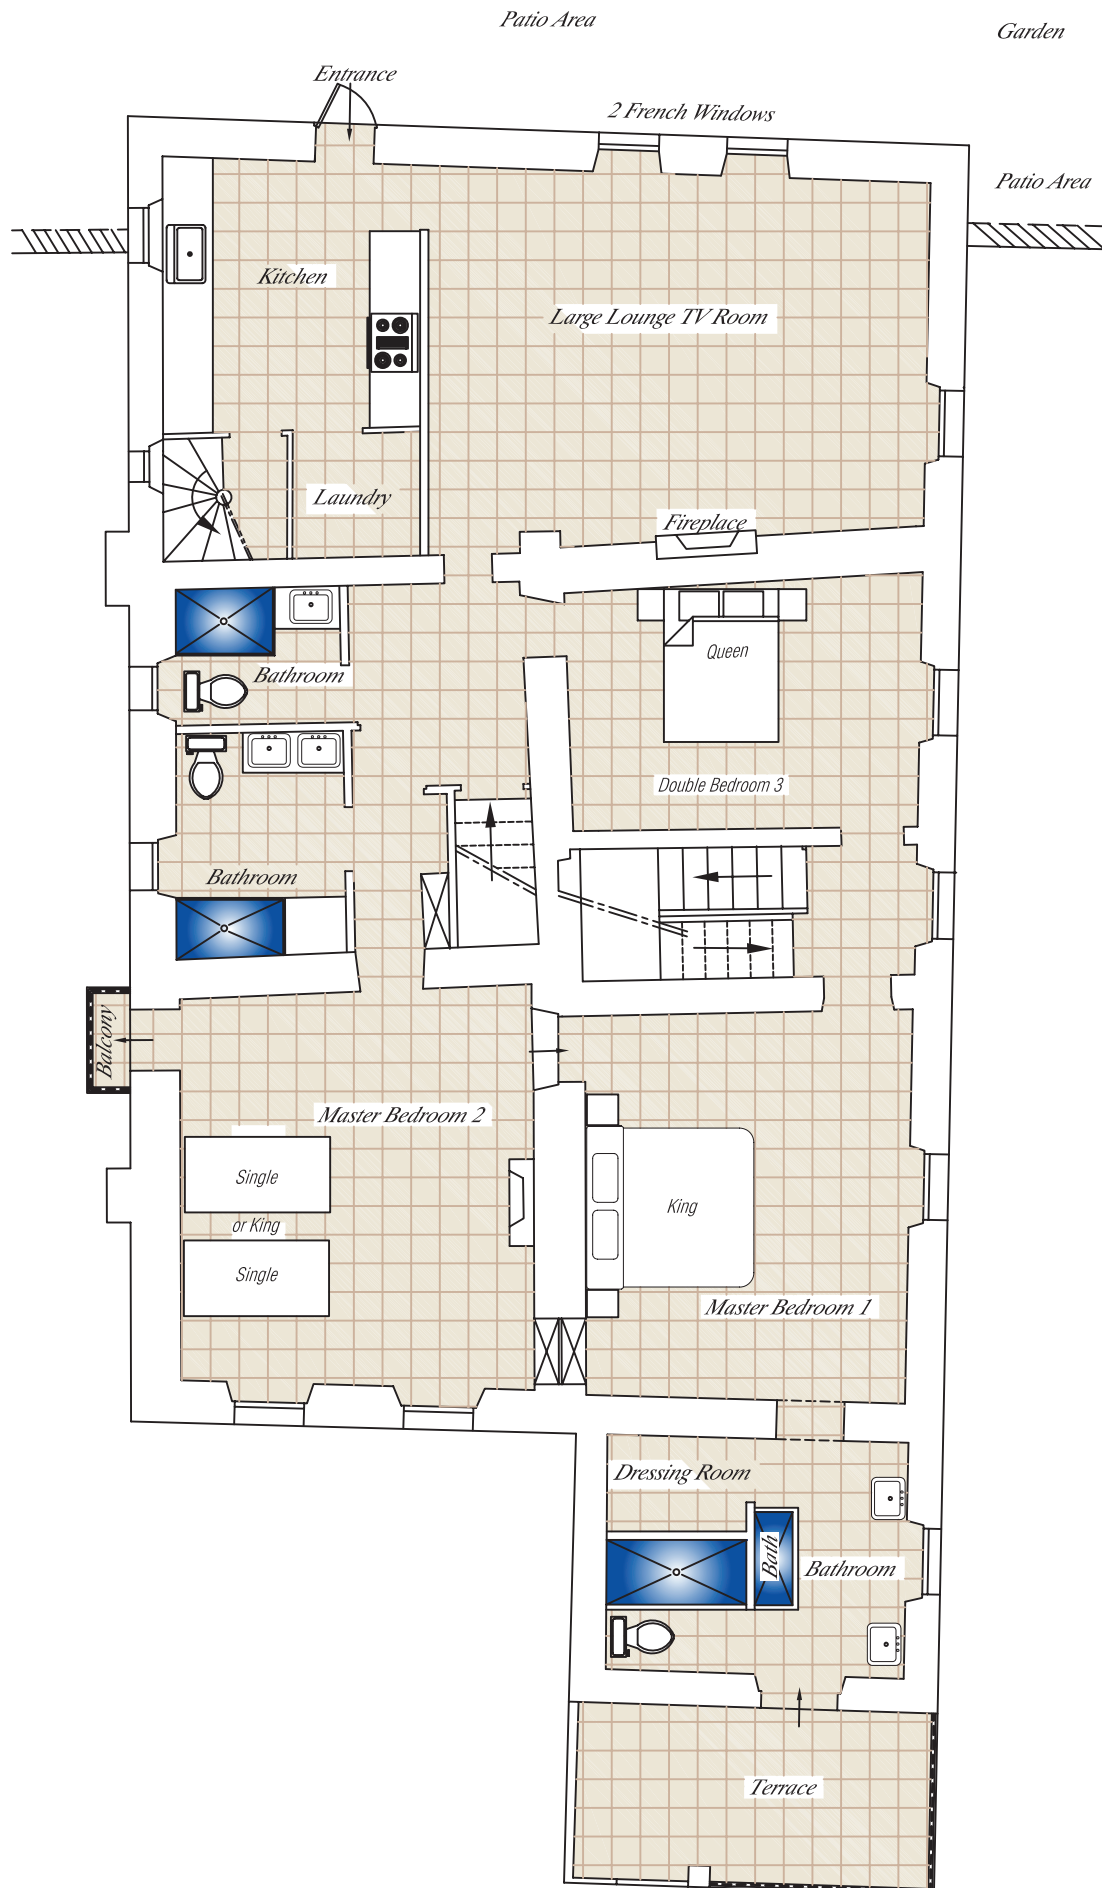 Patio Area
Garden
Entrance
2 French Windows
Patio Area
Kitchen
Large Lounge TV Room
Laundry
Fireplace
Queen
Bathroom
Double Bedroom 3
Bathroom
Balcony
Master Bedroom 2
Single
or King
Single
King
Master Bedroom 1
Dressing Room
Bath
Bathroom
Terrace